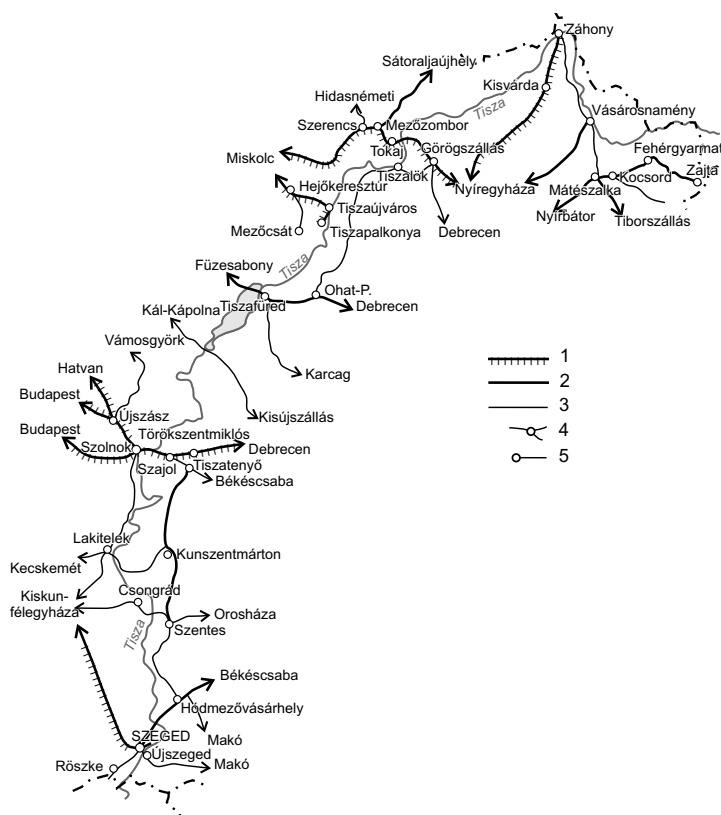 Záhony
Sátoraljaújhely
Kisvárda
Tisza
Hidasnémeti
Vásárosnamény
Szerencs
Mezőzombor
Tokaj
Görögszállás
Fehérgyarmat
Miskolc
Tiszalök
Kocsord
Zajta
Hejőkeresztúr
Nyíregyháza
Mátészalka
Tiszaújváros
Nyírbátor
Tiborszállás
Mezőcsát
Tiszapalkonya
Debrecen
Füzesabony
Tisza
Ohat-P.
Kál-Kápolna
Tiszafüred
Debrecen
Vámosgyörk
1
Hatvan
Karcag
2
Budapest
3
Újszász
Kisújszállás
4
Budapest
Törökszentmiklós
Szolnok
Debrecen
5
Szajol
Tiszatenyő
Békéscsaba
Lakitelek
Kunszentmárton
Kecskemét
Csongrád
Kiskun-
félegyháza
Orosháza
Szentes
Tisza
Békéscsaba
Hódmezővásárhely
SZEGED
Makó
Újszeged
Röszke
Makó